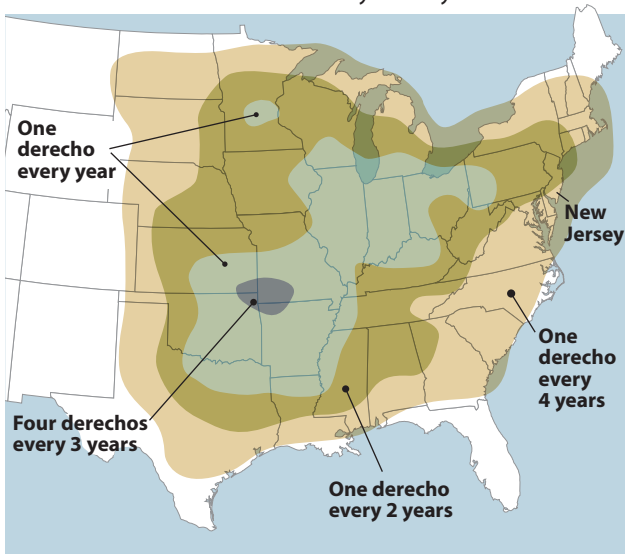 One
derecho
every year
New
Jersey
One
derecho
every
4 years
Four derechos
every 3 years
One derecho
every 2 years